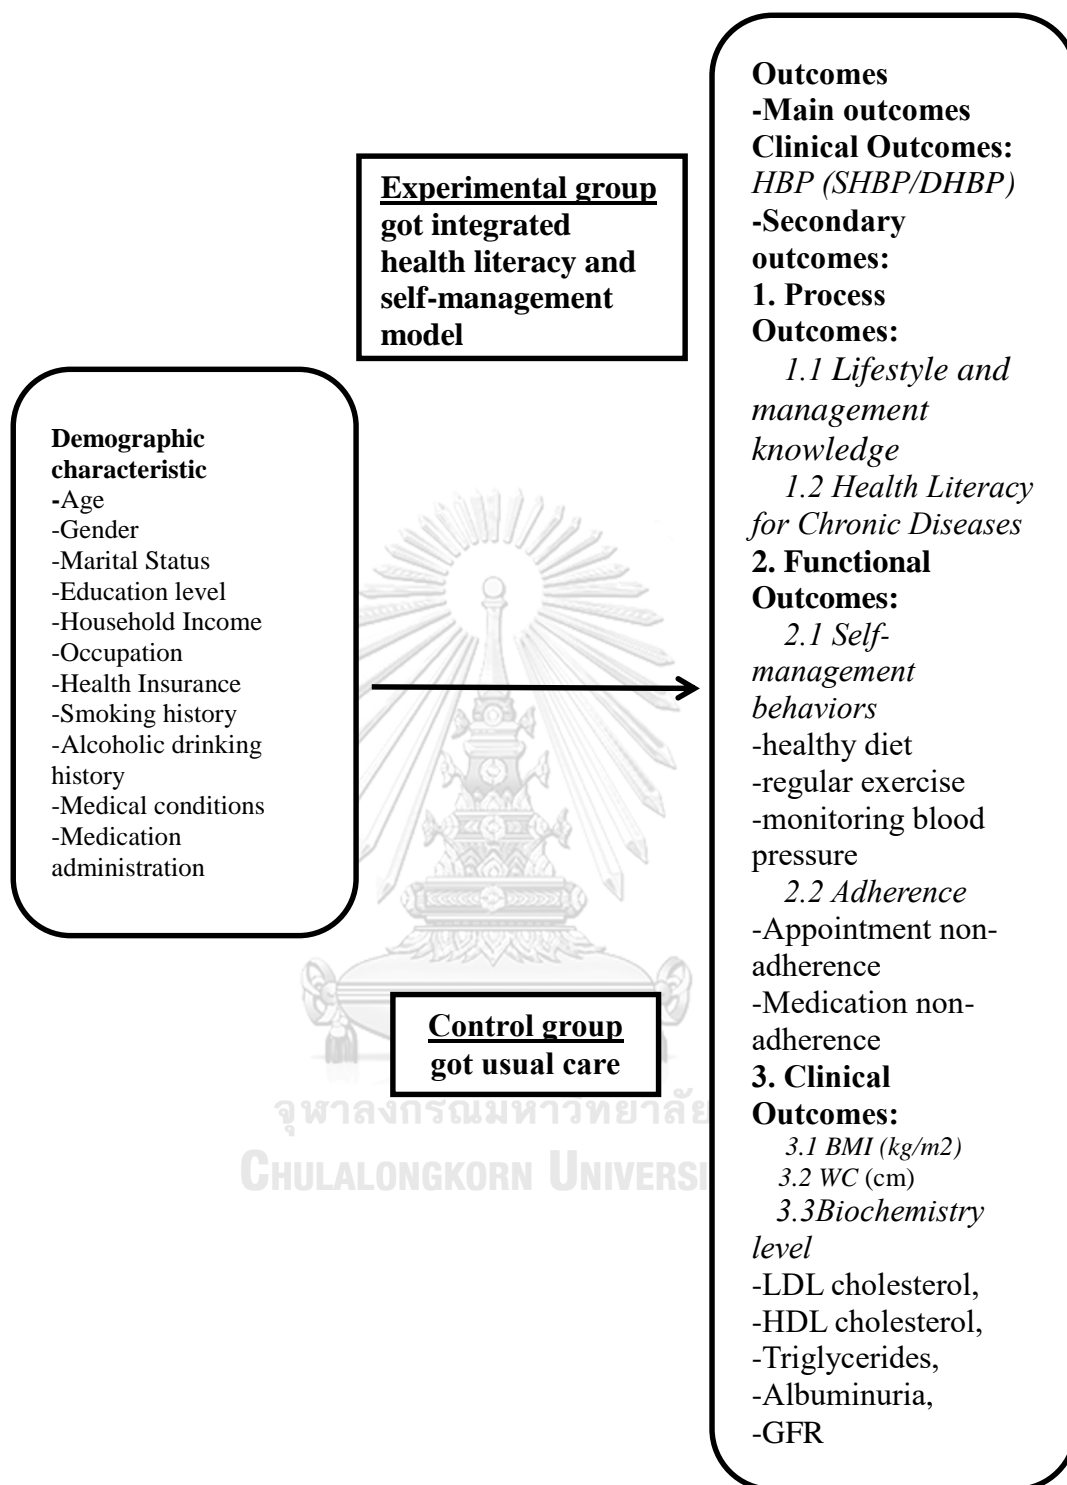 Demographic
characteristic
-Age
-Gender
-Marital Status
-Education level
-Household Income
-Occupation
-Health Insurance
-Smoking history
-Alcoholic drinking
history
-Medical conditions
-Medication
administration
Experimental group
got integrated
health literacy and
self-management
model
Control group
got usual care
จุฬาลงกรณ์มหาวิทยาลัย
CHULALONGKORN UNIVERSI
Outcomes
-Main outcomes
Clinical Outcomes:
HBP (SHBP/DHBP)
-Secondary
outcomes:
1. Process
Outcomes:
1.1 Lifestyle and
management
knowledge
1.2 Health Literacy
for Chronic Diseases
2. Functional
Outcomes:
2.1 Self-
management
behaviors
-healthy diet
-regular exercise
-monitoring blood
pressure
2.2 Adherence
-Appointment non-
adherence
-Medication non-
adherence
3. Clinical
Outcomes:
3.1 BMI (kg/m2)
3.2 WC (cm)
3.3Biochemistry
level
-LDL cholesterol,
-HDL cholesterol,
-Triglycerides,
-Albuminuria,
-GFR